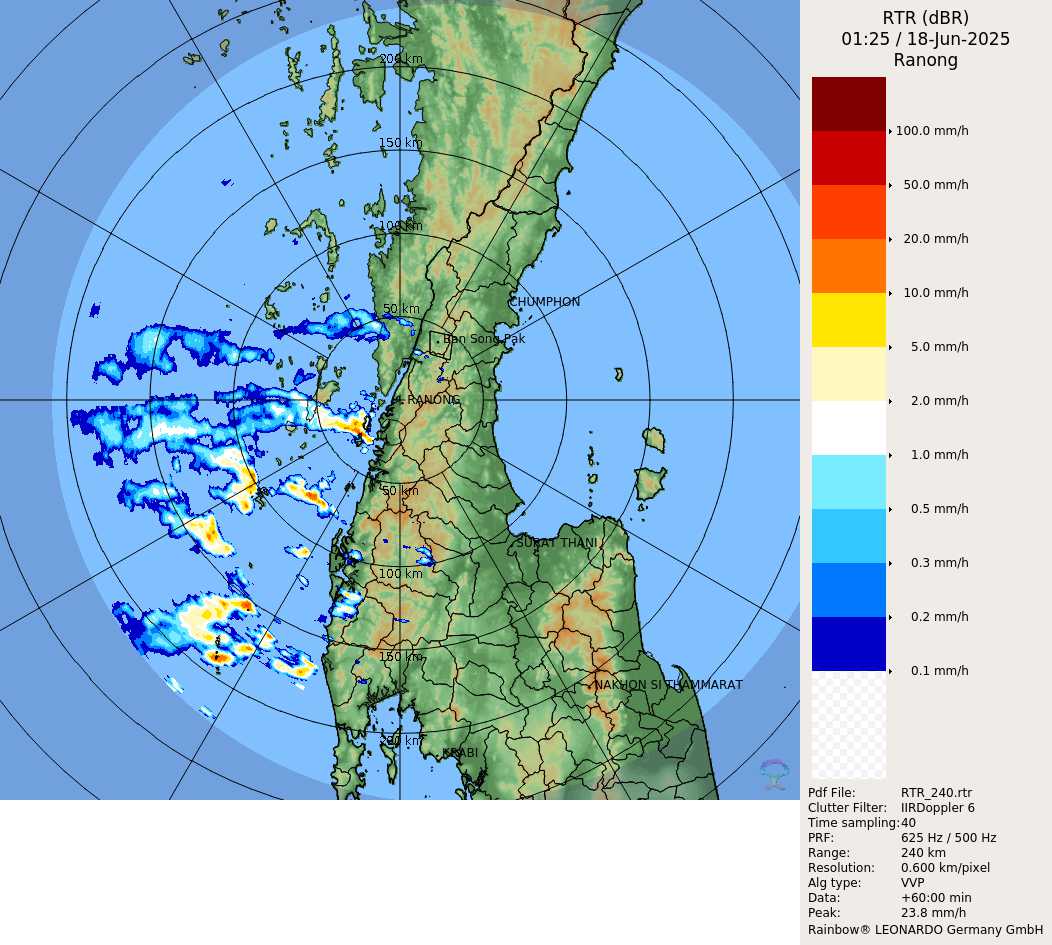 RTR (dBR)
01:25 / 18-Jun-2025
Ranong
200 km
150 km
100 km
50 km
CHUMPHON
Ban Song Pak
RANONG
50 km
SURAT THANI
100 km
150 km
NAKHON SI THAMMARAT
200 km
KRABI
100.0 mm/h
50.0 mm/h
20.0 mm/h
10.0 mm/h
5.0 mm/h
2.0 mm/h
1.0 mm/h
0.5 mm/h
0.3 mm/h
0.2 mm/h
0.1 mm/h
Pdf File: RTR_240.rtr
Clutter Filter: IIRDoppler 6
Time sampling:40
PRF: 625 Hz / 500 Hz
Range: 240 km
Resolution: 0.600 km/pixel
Alg type: VVP
Data: +60:00 min
Peak: 23.8 mm/h
Rainbow® LEONARDO Germany GmbH